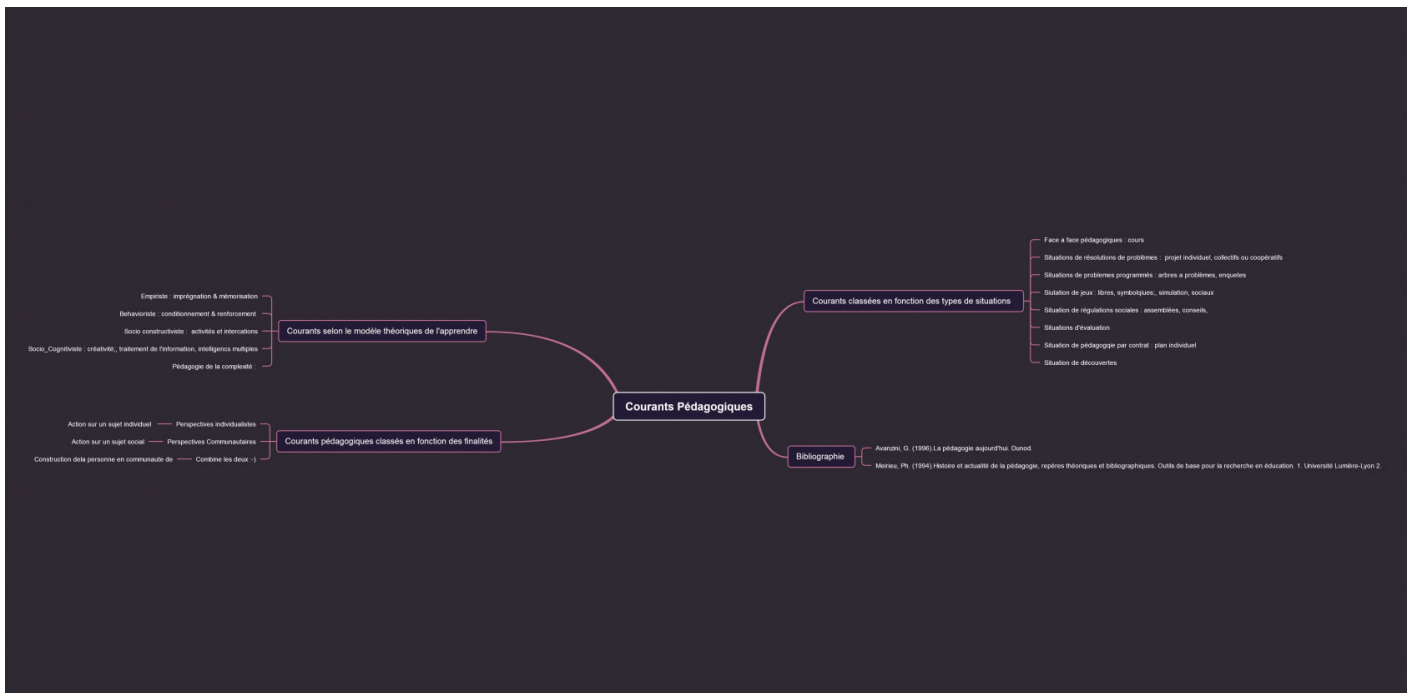 Courants Pédagogiques
Courants classées en fonction des types de situations
Face a face pédagogiques : cours
Situations de résolutions de problèmes : projet individuel, collectifs ou coopératifs
Situations de problemes programmés : arbres a problèmes, enquetes
Siutation de jeux : libres, symbolqiues;, simulation, sociaux
Situation de régulations sociales : assemblées, conseils,
Situations d'évaluation
Situation de pédagogqie par contrat : plan individuel
Situation de découvertes
Bibliographie
Avanzini, G. (1996).La pédagogie aujourd'hui. Dunod.
Meirieu, Ph. (1994).Histoire et actualité de la pédagogie, repères théoriques et bibliographiques. Outils de base pour la recherche en éducation. 1. Université Lumière-Lyon 2.
Courants selon le modèle théoriques de l'apprendre
Empiriste : imprégnation & mémorisation
Behavioriste : conditionnement & renforcement
Socio constructiviste : activités et intercations
Socio_Cognitiviste : créativité;, traitement de l'information, intelligencs multiples
Pédagogie de la complexité :
Courants pédagogiques classés en fonction des finalités
Perspectives individualistes
Action sur un sujet individuel
Perspectives Communautaires
Action sur un sujet social
Combine les deux :-)
Construction dela personne en communaute de